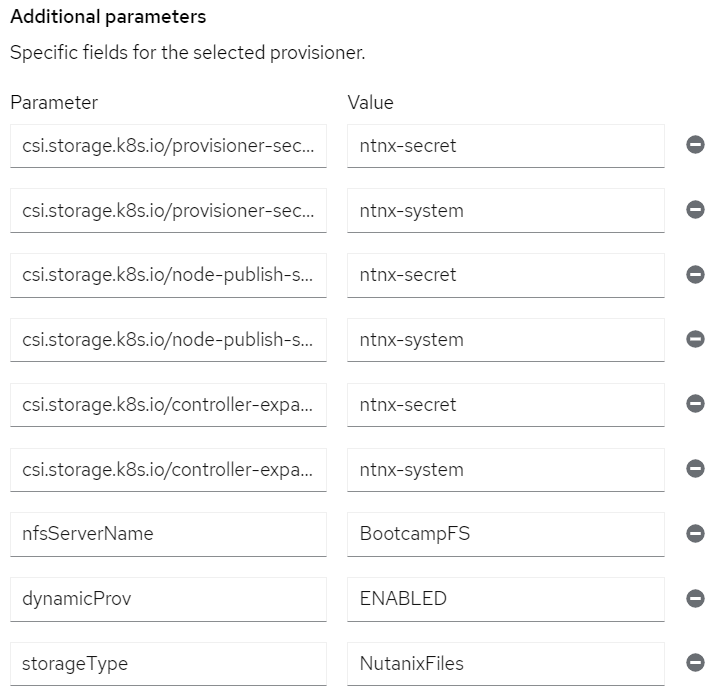 Additional parameters
Specific fields for the selected provisioner.
Parameter Value
csi.storage.k8s.io/provisioner-sec... ntnx-secret
csi.storage.k8s.io/provisioner-sec... ntnx-system
csi.storage.k8s.io/node-publish-s... ntnx-secret
csi.storage.k8s.io/node-publish-s... ntnx-system
csi.storage.k8s.io/controller-expa... ntnx-secret
csi.storage.k8s.io/controller-expa... ntnx-system
nfsServerName BootcampFS
dynamicProv ENABLED
storageType NutanixFiles